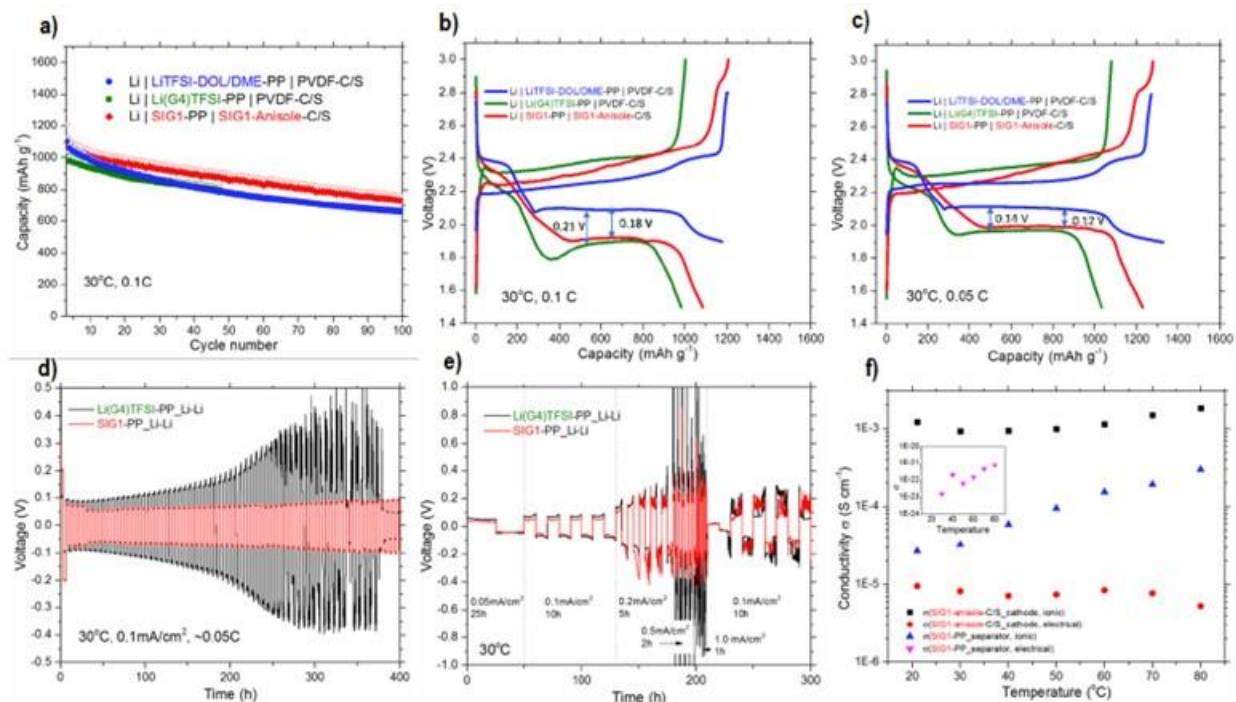 a)
1600
1400
1200
1000
800
600
400
200
0
Capacity (mAh g⁻¹)
Li | LiTFSI-DOL/DME-PP | PVDF-C/S
Li | Li(G4)TFSI-PP | PVDF-C/S
Li | SIG1-PP | SIG1-Anisole-C/S
30°C, 0.1C
10 20 30 40 50 60 70 80 90 100
Cycle number
b)
3.0
2.8
2.6
2.4
2.2
2.0
1.8
1.6
1.4
Voltage (V)
Li | LiTFSI-DOL/DME-PP | PVDF-C/S
Li | Li(G4)TFSI-PP | PVDF-C/S
Li | SIG1-PP | SIG1-Anisole-C/S
0.21 V
0.18 V
30°C, 0.1 C
0 200 400 600 800 1000 1200 1400 1600
Capacity (mAh g⁻¹)
c)
3.0
2.8
2.6
2.4
2.2
2.0
1.8
1.6
1.4
Voltage (V)
Li | LiTFSI-DOL/DME-PP | PVDF-C/S
Li | Li(G4)TFSI-PP | PVDF-C/S
Li | SIG1-PP | SIG1-Anisole-C/S
0.14 V
0.12 V
30°C, 0.05 C
0 200 400 600 800 1000 1200 1400 1600
Capacity (mAh g⁻¹)
d)
0.5
0.4
0.3
0.2
0.1
0.0
-0.1
-0.2
-0.3
-0.4
-0.5
Voltage (V)
Li(G4)TFSI-PP_Li-Li
SIG1-PP_Li-Li
30°C, 0.1mA/cm², ~0.05C
0 100 200 300 400
Time (h)
e)
1.0
0.8
0.6
0.4
0.2
0.0
-0.2
-0.4
-0.6
-0.8
-1.0
Voltage (V)
Li(G4)TFSI-PP_Li-Li
SIG1-PP_Li-Li
0.05mA/cm²
25h
0.1mA/cm²
10h
0.2mA/cm²
5h
0.5mA/cm²
2h
1.0 mA/cm²
1h
0.1mA/cm²
10h
30°C
0 100 200 300
Time (h)
f)
1E-3
1E-4
1E-5
1E-6
Conductivity σ (S cm⁻¹)
1E-20
1E-21
1E-22
1E-23
1E-24
σ
20 40 60 80
Temperature
σ(SIG1-anisole-C/S_cathode, ionic)
σ(SIG1-anisole-C/S_cathode, electrical)
σ(SIG1-PP_separator, ionic)
σ(SIG1-PP_separator, electrical)
20 30 40 50 60 70 80
Temperature (°C)